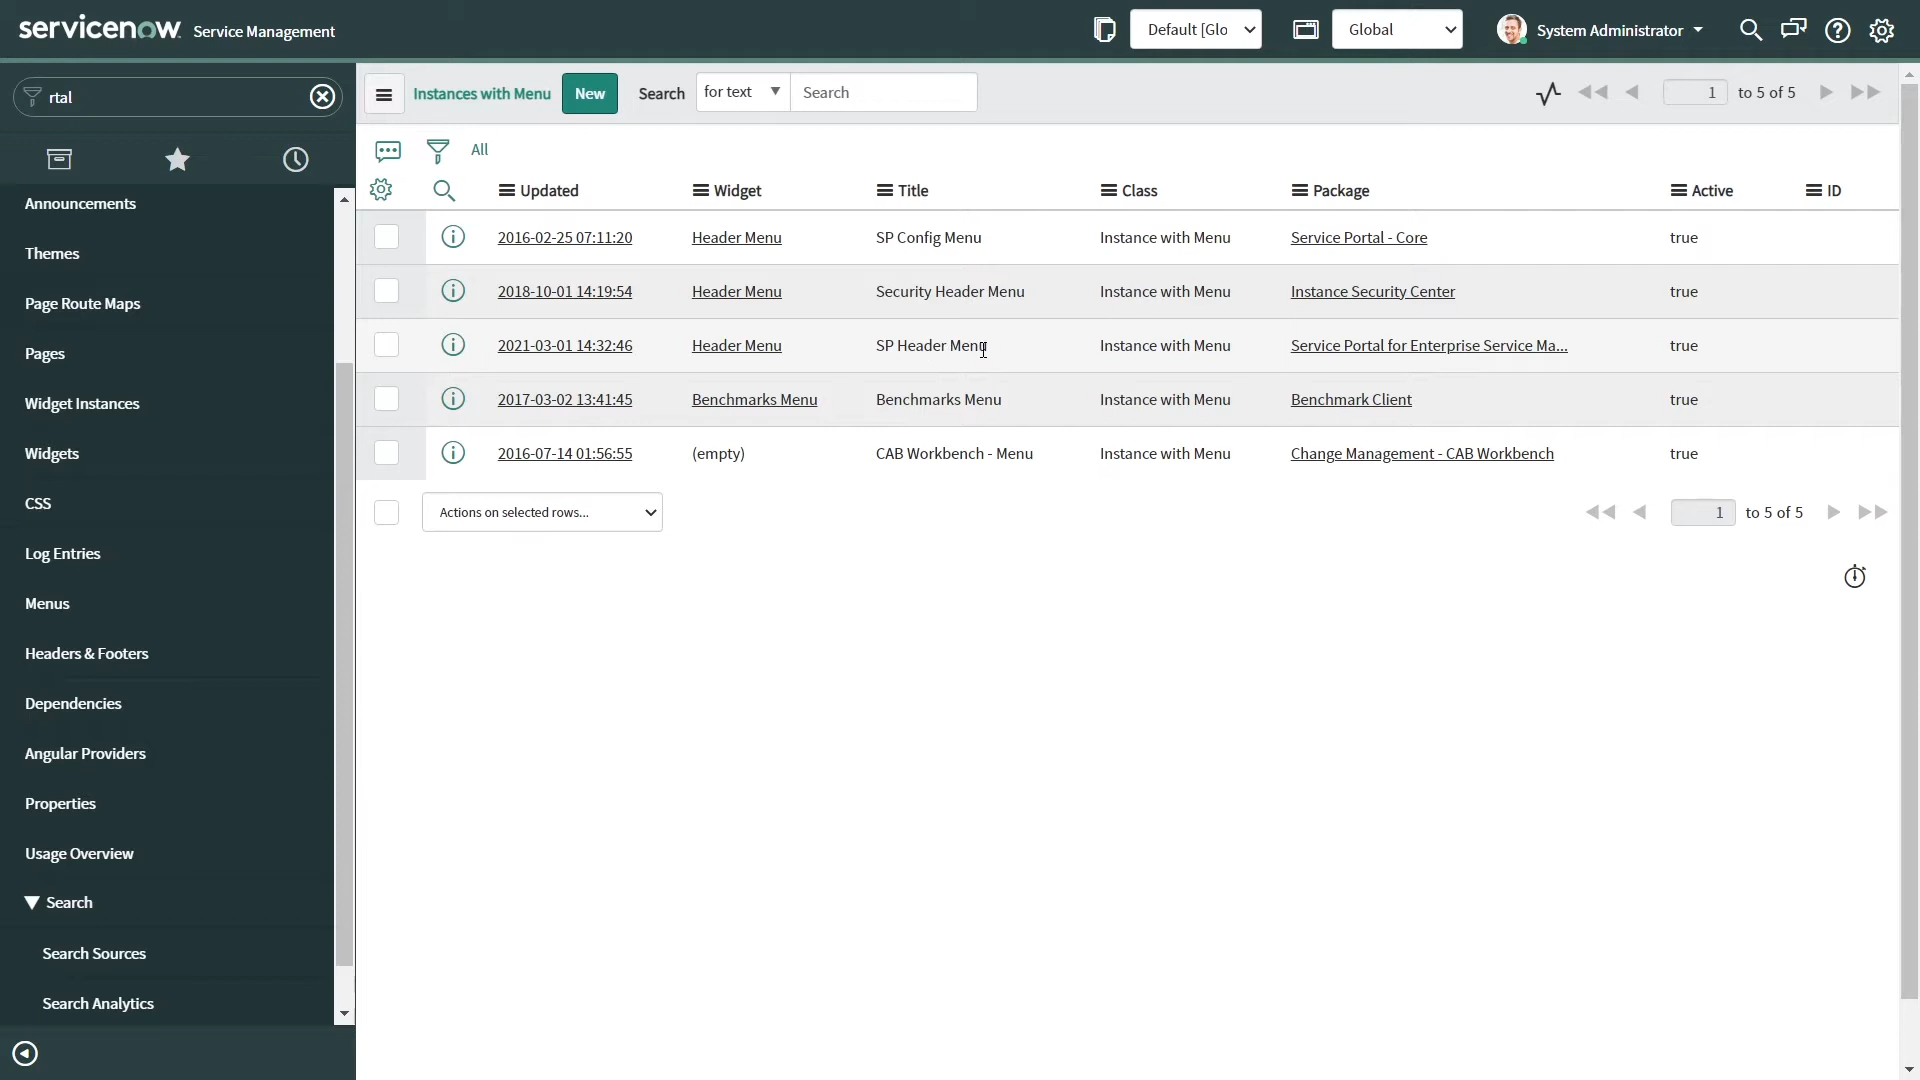 servicenow. Service Management
Default [Glo
Global
System Administrator
rtal
Instances with Menu
New
Search
for text
Search
1 to 5 of 5
All
Announcements
Themes
Page Route Maps
Pages
Widget Instances
Widgets
CSS
Log Entries
Menus
Headers & Footers
Dependencies
Angular Providers
Properties
Usage Overview
Search
Search Sources
Search Analytics
Updated Widget Title Class Package Active ID
2016-02-25 07:11:20 Header Menu SP Config Menu Instance with Menu Service Portal - Core true
2018-10-01 14:19:54 Header Menu Security Header Menu Instance with Menu Instance Security Center true
2021-03-01 14:32:46 Header Menu SP Header Menu Instance with Menu Service Portal for Enterprise Service Ma... true
2017-03-02 13:41:45 Benchmarks Menu Benchmarks Menu Instance with Menu Benchmark Client true
2016-07-14 01:56:55 (empty) CAB Workbench - Menu Instance with Menu Change Management - CAB Workbench true
Actions on selected rows...
1 to 5 of 5